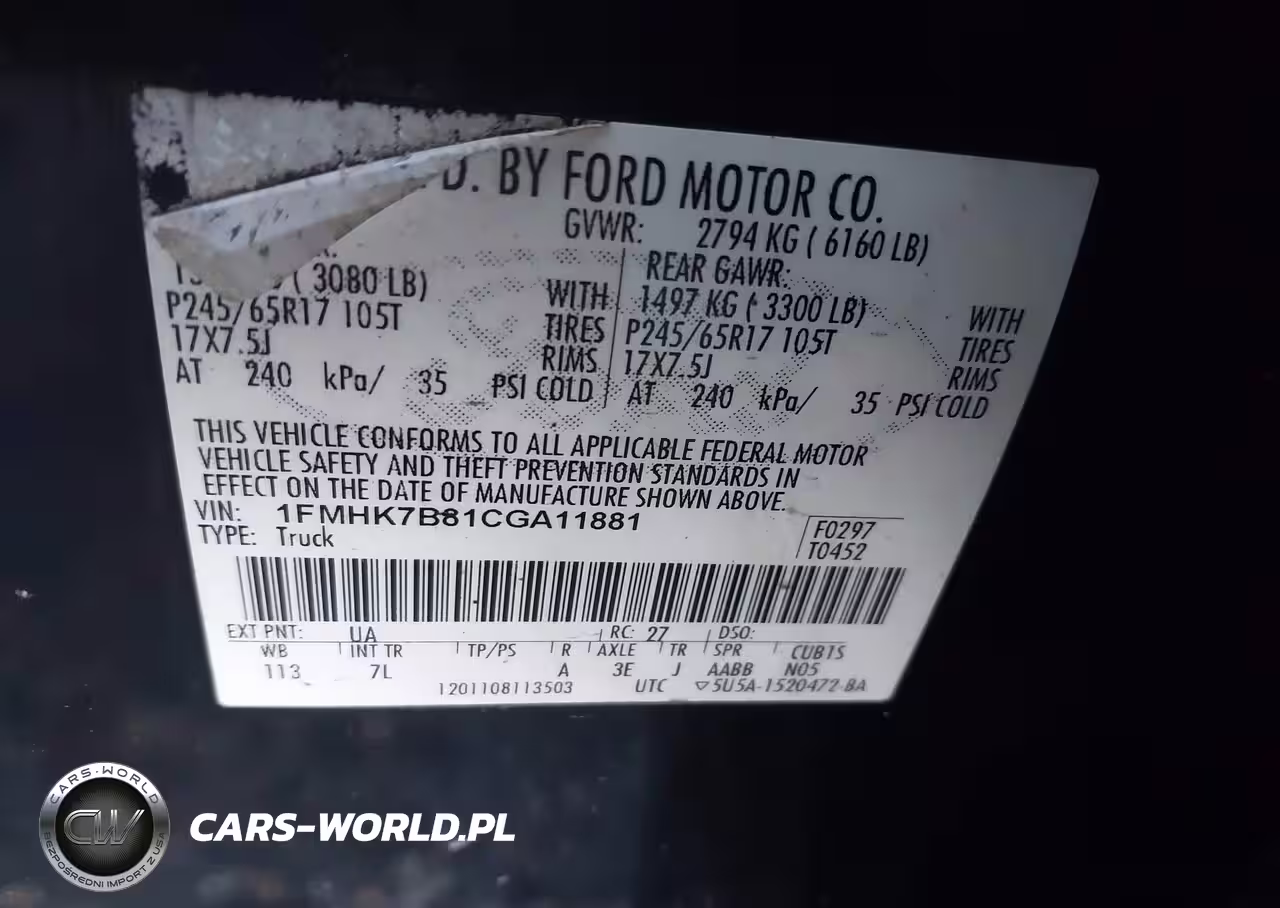 D. BY FORD MOTOR CO.
GVWR: 2794 KG ( 6160 LB)
( 3080 LB) WITH
P245/65R17 105T TIRES
17X7.5J RIMS
AT 240 kPa/ 35 PSI COLD
REAR GAWR:
1497 KG ( 3300 LB) WITH
P245/65R17 105T TIRES
17X7.5J RIMS
AT 240 kPa/ 35 PSI COLD
THIS VEHICLE CONFORMS TO ALL APPLICABLE FEDERAL MOTOR
VEHICLE SAFETY AND THEFT PREVENTION STANDARDS IN
EFFECT ON THE DATE OF MANUFACTURE SHOWN ABOVE.
VIN: 1FMHK7B81CGA11881
TYPE: Truck
F0297
T0452
EXT PNT: UA RC: 27 DSO:
WB INT TR TP/PS R AXLE TR SPR CUB1S
113 7L A 3E J AABB N05
1201108113503 UTC ▽5U5A-1520472-BA
CARS-WORLD
CW
BEZPOŚREDNI IMPORT Z USA
CARS-WORLD.PL